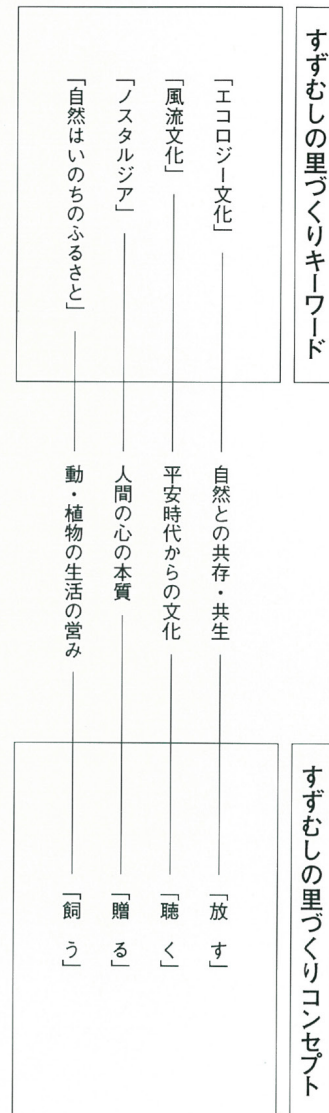 すずむしの里づくりキーワード
「エコロジー文化」
「風流文化」
「ノスタルジア」
「自然はいのちのふるさと」
自然との共存・共生
平安時代からの文化
人間の心の本質
動・植物の生活の営み
すずむしの里づくりコンセプト
「放す」
「聴く」
「贈る」
「飼う」